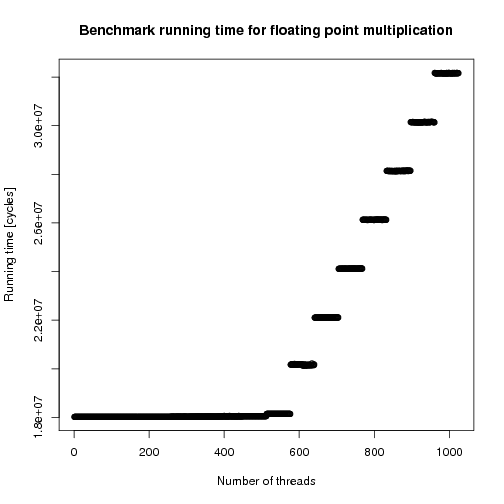 Benchmark running time for floating point multiplication
Running time [cycles]
3.0e+07
2.6e+07
2.2e+07
1.8e+07
0 200 400 600 800 1000
Number of threads